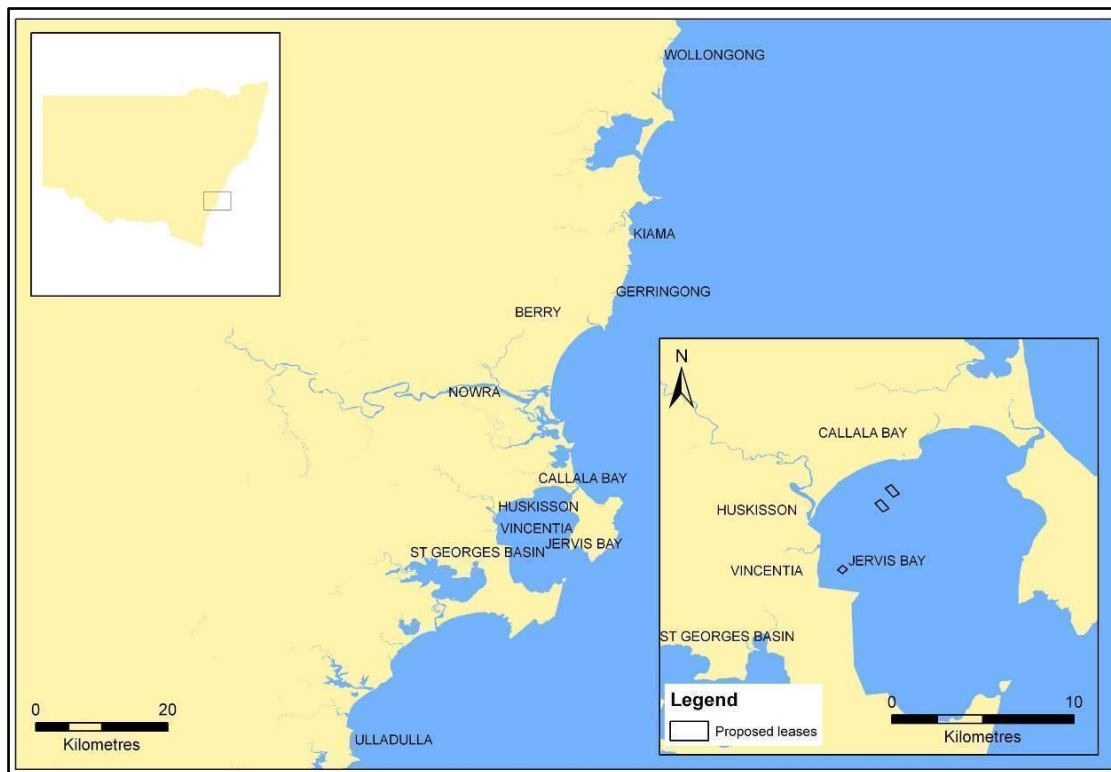 WOLLONGONG
KIAMA
GERRINGONG
BERRY
NOWRA
CALLALA BAY
HUSKISSON
VINCENTIA
JERVIS BAY
ST GEORGES BASIN
ULLADULLA
0 20
Kilometres
N
CALLALA BAY
HUSKISSON
JERVIS BAY
VINCENTIA
ST GEORGES BASIN
Legend
Proposed leases
0 10
Kilometres